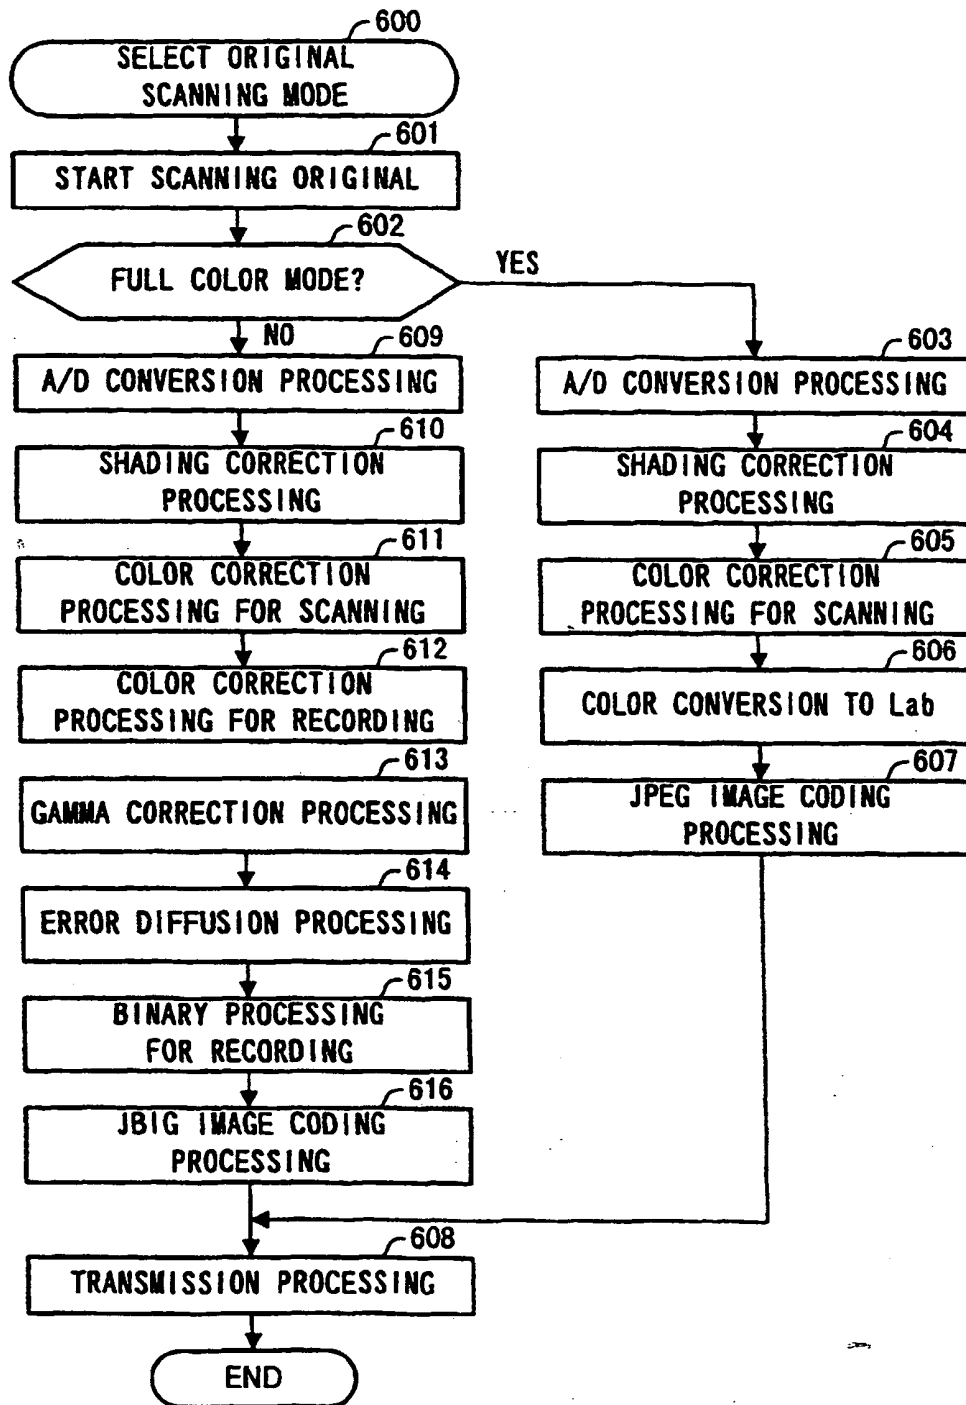 600
SELECT ORIGINAL
SCANNING MODE
601
START SCANNING ORIGINAL
602
FULL COLOR MODE?
YES
NO
609
A/D CONVERSION PROCESSING
610
SHADING CORRECTION
PROCESSING
611
COLOR CORRECTION
PROCESSING FOR SCANNING
612
COLOR CORRECTION
PROCESSING FOR RECORDING
613
GAMMA CORRECTION PROCESSING
614
ERROR DIFFUSION PROCESSING
615
BINARY PROCESSING
FOR RECORDING
616
JBIG IMAGE CODING
PROCESSING
603
A/D CONVERSION PROCESSING
604
SHADING CORRECTION
PROCESSING
605
COLOR CORRECTION
PROCESSING FOR SCANNING
606
COLOR CONVERSION TO Lab
607
JPEG IMAGE CODING
PROCESSING
608
TRANSMISSION PROCESSING
END